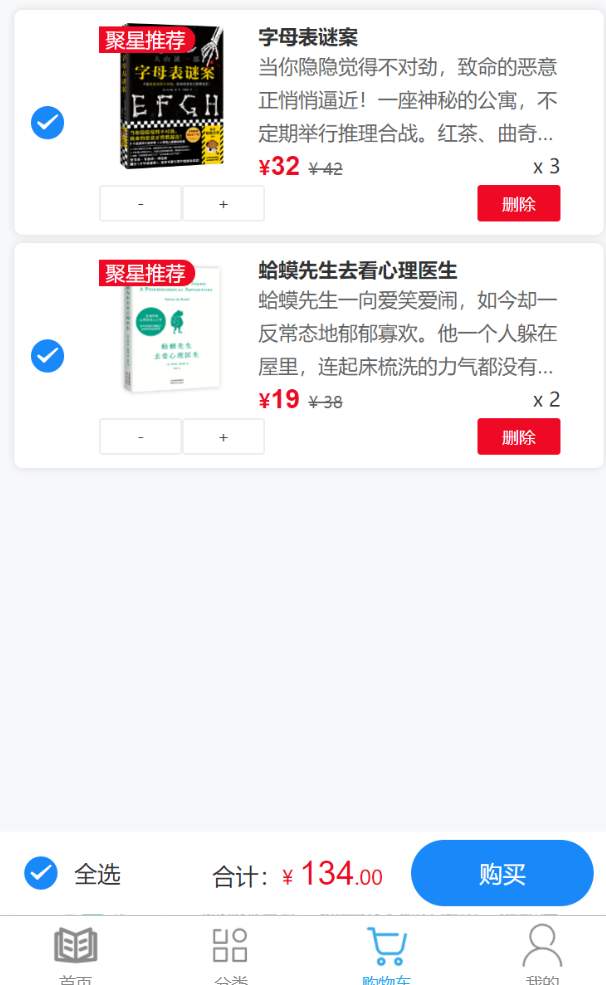 聚星推荐
大山诚一郎
字母表谜案
EFGH
字母表谜案
当你隐隐觉得不对劲，致命的恶意
正悄悄逼近！一座神秘的公寓，不
定期举行推理合战。红茶、曲奇...
¥32 ¥ 42 x 3
- + 删除
聚星推荐
蛤蟆先生
去看心理医生
蛤蟆先生去看心理医生
蛤蟆先生一向爱笑爱闹，如今却一
反常态地郁郁寡欢。他一个人躲在
屋里，连起床梳洗的力气都没有...
¥19 ¥ 38 x 2
- + 删除
全选 合计： ¥ 134.00 购买
首页 分类 购物车 我的